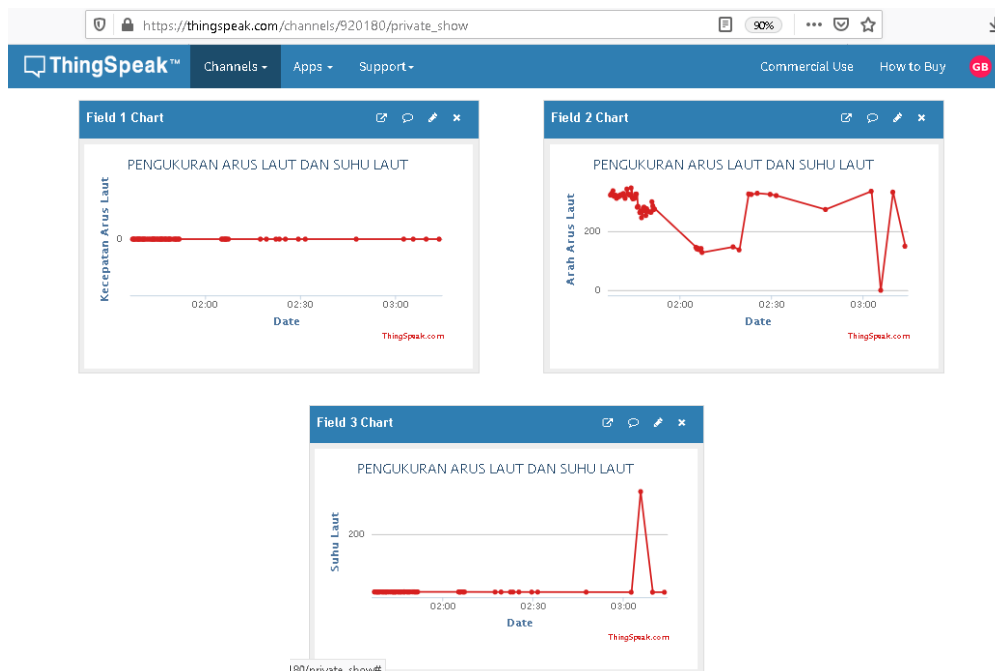 https://thingspeak.com/channels/920180/private_show
90%
ThingSpeak™
Channels
Apps
Support
Commercial Use
How to Buy
GB
Field 1 Chart
PENGUKURAN ARUS LAUT DAN SUHU LAUT
Kecepatan Arus Laut
0
02:00 02:30 03:00
Date
ThingSpeak.com
Field 2 Chart
PENGUKURAN ARUS LAUT DAN SUHU LAUT
Arah Arus Laut
200
0
02:00 02:30 03:00
Date
ThingSpeak.com
Field 3 Chart
PENGUKURAN ARUS LAUT DAN SUHU LAUT
Suhu Laut
200
02:00 02:30 03:00
Date
ThingSpeak.com
180/private_show#